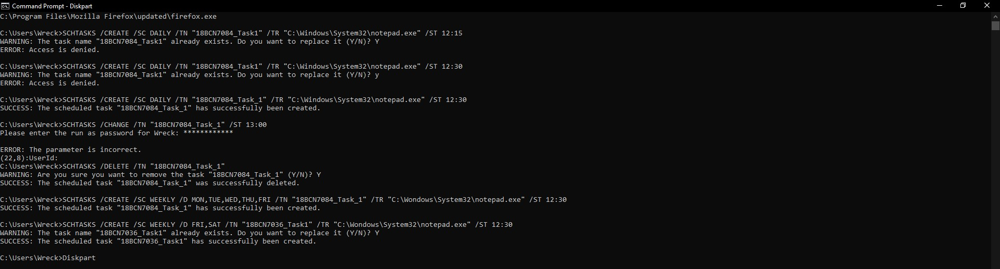 Command Prompt - Diskpart
C:\Program Files\Mozilla Firefox\updated\firefox.exe
C:\Users\Wreck>SCHTASKS /CREATE /SC DAILY /TN "18BCN7084_Task1" /TR "C:\Windows\System32\notepad.exe" /ST 12:15
WARNING: The task name "18BCN7084_Task1" already exists. Do you want to replace it (Y/N)? Y
ERROR: Access is denied.
C:\Users\Wreck>SCHTASKS /CREATE /SC DAILY /TN "18BCN7084_Task1" /TR "C:\Windows\System32\notepad.exe" /ST 12:30
WARNING: The task name "18BCN7084_Task1" already exists. Do you want to replace it (Y/N)? y
ERROR: Access is denied.
C:\Users\Wreck>SCHTASKS /CREATE /SC DAILY /TN "18BCN7084_Task_1" /TR "C:\Windows\System32\notepad.exe" /ST 12:30
SUCCESS: The scheduled task "18BCN7084_Task_1" has successfully been created.
C:\Users\Wreck>SCHTASKS /CHANGE /TN "18BCN7084_Task_1" /ST 13:00
Please enter the run as password for Wreck: ************
ERROR: The parameter is incorrect.
(22,8):UserId:
C:\Users\Wreck>SCHTASKS /DELETE /TN "18BCN7084_Task_1"
WARNING: Are you sure you want to remove the task "18BCN7084_Task_1" (Y/N)? Y
SUCCESS: The scheduled task "18BCN7084_Task_1" was successfully deleted.
C:\Users\Wreck>SCHTASKS /CREATE /SC WEEKLY /D MON,TUE,WED,THU,FRI /TN "18BCN7084_Task_1" /TR "C:\Wondows\System32\notepad.exe" /ST 12:30
SUCCESS: The scheduled task "18BCN7084_Task_1" has successfully been created.
C:\Users\Wreck>SCHTASKS /CREATE /SC WEEKLY /D FRI,SAT /TN "18BCN7036_Task1" /TR "C:\Wondows\System32\notepad.exe" /ST 12:30
WARNING: The task name "18BCN7036_Task1" already exists. Do you want to replace it (Y/N)? Y
SUCCESS: The scheduled task "18BCN7036_Task1" has successfully been created.
C:\Users\Wreck>Diskpart